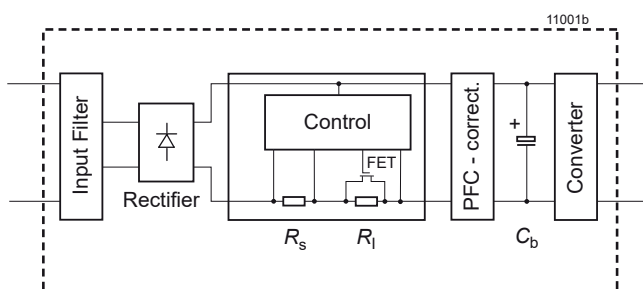 11001b
Input Filter
Rectifier
Control
FET
Rs
Rl
PFC - correct.
+
Cb
Converter